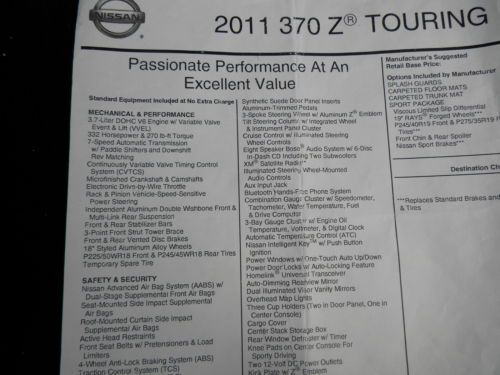 NISSAN
2011 370 Z® TOURING
Passionate Performance At An
Excellent Value
Standard Equipment Included at No Extra Charge
MECHANICAL & PERFORMANCE
3.7-Liter DOHC V6 Engine w/ Variable Valve
Event & Lift (VVEL)
332 Horsepower & 270 lb-ft Torque
7-Speed Automatic Transmission
w/ Paddle Shifters and Downshift
Rev Matching
Continuously Variable Valve Timing Control
System (CVTCS)
Microfinished Crankshaft & Camshafts
Electronic Drive-by-Wire Throttle
Rack & Pinion Vehicle-Speed-Sensitive
Power Steering
Independent Aluminum Double Wishbone Front &
Multi-Link Rear Suspension
Front & Rear Stabilizer Bars
3-Point Front Strut Tower Brace
Front & Rear Vented Disc Brakes
18" Styled Aluminum Alloy Wheels
P225/50WR18 Front & P245/45WR18 Rear Tires
Temporary Spare Tire
SAFETY & SECURITY
Nissan Advanced Air Bag System (AABS) w/
Dual-Stage Supplemental Front Air Bags
Seat-Mounted Side Impact Supplemental
Air Bags
Roof-Mounted Curtain Side Impact
Supplemental Air Bags
Active Head Restraints
Front Seat Belts w/ Pretensioners & Load
Limiters
4-Wheel Anti-Lock Braking System (ABS)
Traction Control System (TCS)
Synthetic Suede Door Panel Inserts
Aluminum-Trimmed Pedals
3-Spoke Steering Wheel w/ Aluminum Z® Emblem
Tilt Steering Column w/ Integrated Wheel
& Instrument Panel Cluster
Cruise Control w/ Illuminated Steering
Wheel Controls
Eight Speaker Bose® Audio System w/ 6-Disc
In-Dash CD Including Two Subwoofers
XM® Satellite Radio*
Illuminated Steering Wheel-Mounted
Audio Controls
Aux Input Jack
Bluetooth Hands-Free Phone System
Combination Gauge Cluster w/ Speedometer,
Tachometer, Water Temperature, Fuel
& Drive Computer
3-Bay Gauge Cluster w/ Engine Oil
Temperature, Voltmeter, & Digital Clock
Automatic Temperature Control (ATC)
Nissan Intelligent Key™ w/ Push Button
Ignition
Power Windows w/ One-Touch Auto Up/Down
Power Door Locks w/ Auto-Locking Feature
Homelink® Universal Transceiver
Auto-Dimming Rearview Mirror
Dual Illuminated Visor Vanity Mirrors
Overhead Map Lights
Three Cup Holders (Two in Door Panel, One in
Center Console)
Cargo Cover
Center Stack Storage Box
Rear Window Defroster w/ Timer
Knee Pads on Center Console For
Sporty Driving
Two 12-Volt DC Power Outlets
Kick Plate w/ Z® Emblem
Manufacturer's Suggested
Retail Base Price:
Options Included by Manufacturer
SPLASH GUARDS
CARPETED FLOOR MATS
CARPETED TRUNK MAT
SPORT PACKAGE
Viscous Limited Slip Differential
19" RAYS® Forged Wheels***
P245/40R19 Front & P275/35R19
Tires***
Front Chin & Rear Spoiler
Nissan Sport Brakes***
Destination
***Replaces Standard Brakes and
& Tires